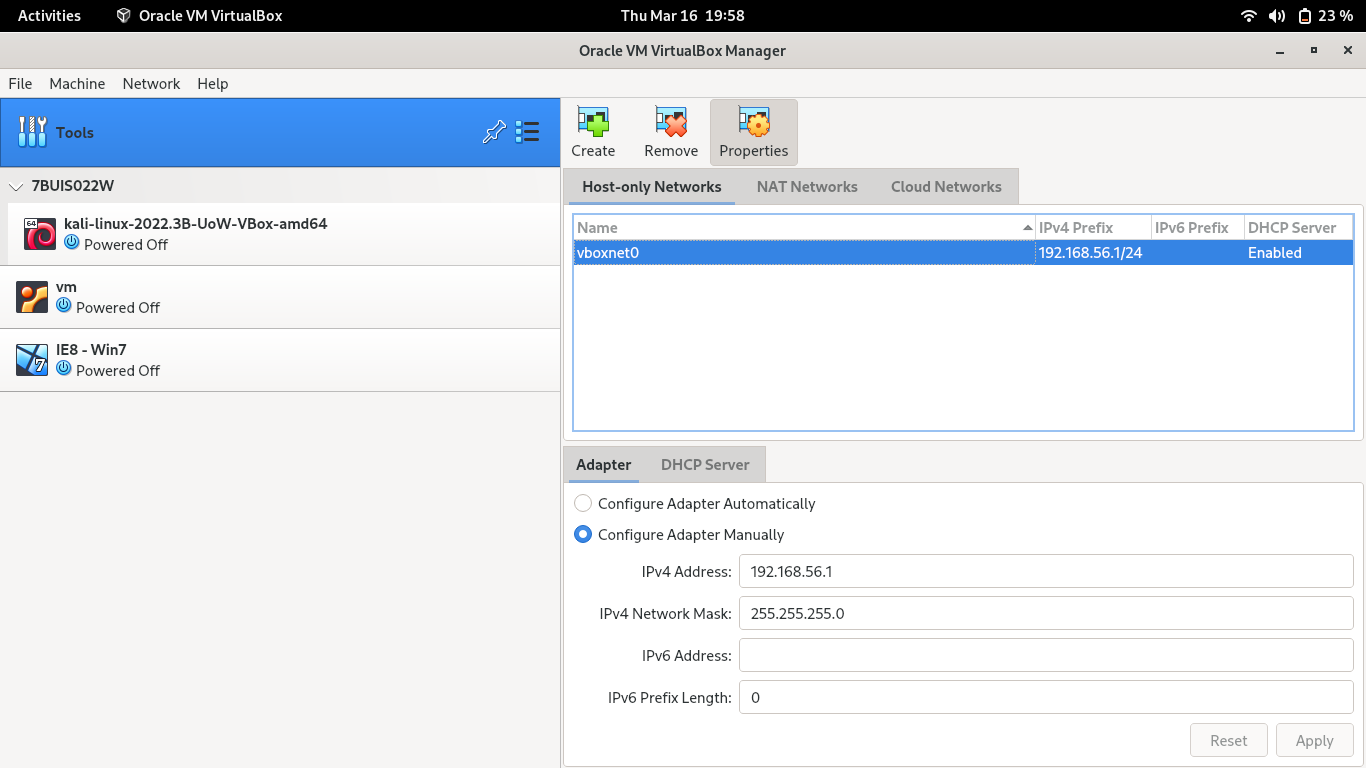 Activities Oracle VM VirtualBox Thu Mar 16 19:58 23 %
Oracle VM VirtualBox Manager
File Machine Network Help
Tools
7BUIS022W
64
kali-linux-2022.3B-UoW-VBox-amd64
Powered Off
vm
Powered Off
7
IE8 - Win7
Powered Off
Create Remove Properties
Host-only Networks NAT Networks Cloud Networks
Name IPv4 Prefix IPv6 Prefix DHCP Server
vboxnet0 192.168.56.1/24 Enabled
Adapter DHCP Server
Configure Adapter Automatically
Configure Adapter Manually
IPv4 Address: 192.168.56.1
IPv4 Network Mask: 255.255.255.0
IPv6 Address:
IPv6 Prefix Length: 0
Reset Apply